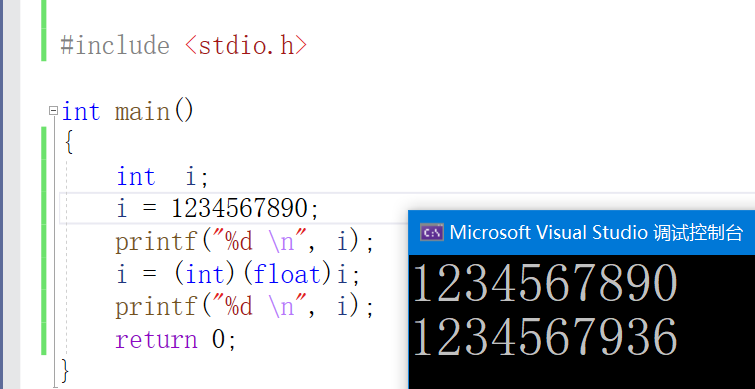 #include <stdio.h>
int main()
{
int  i;
i = 1234567890;
printf("%d \n", i);
i = (int)(float)i;
printf("%d \n", i);
return 0;
}
C:\ Microsoft Visual Studio 调试控制台
1234567890
1234567936